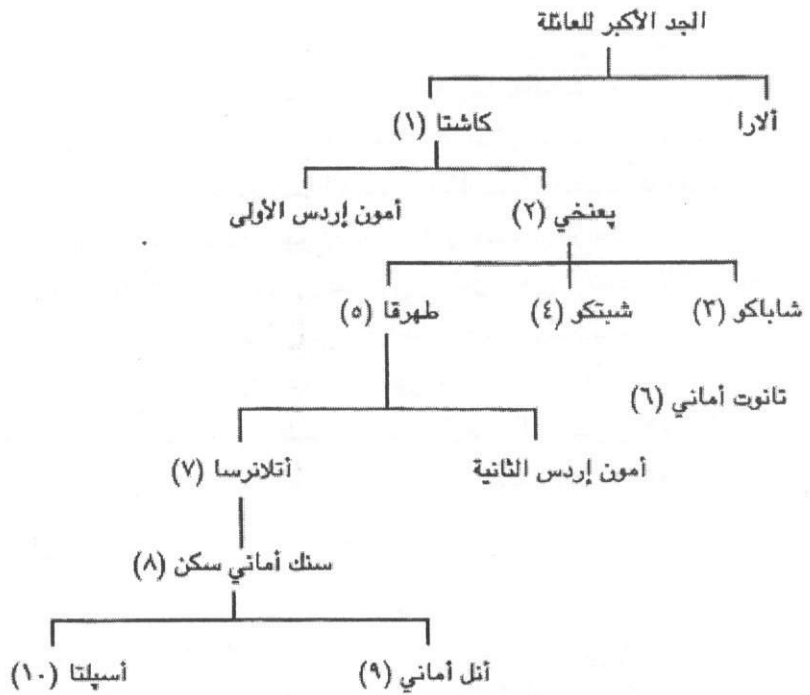 الجد الأكبر للعائلة
ألارا
كاشتا (١)
پعنخي (٢)
أمون إردس الأولى
شاباكو (٣)
شبتكو (٤)
طهرقا (٥)
تانوت أماني (٦)
أمون إردس الثانية
أتلانرسا (٧)
سنك أماني سكن (٨)
أنل أماني (٩)
أسپلتا (١٠)